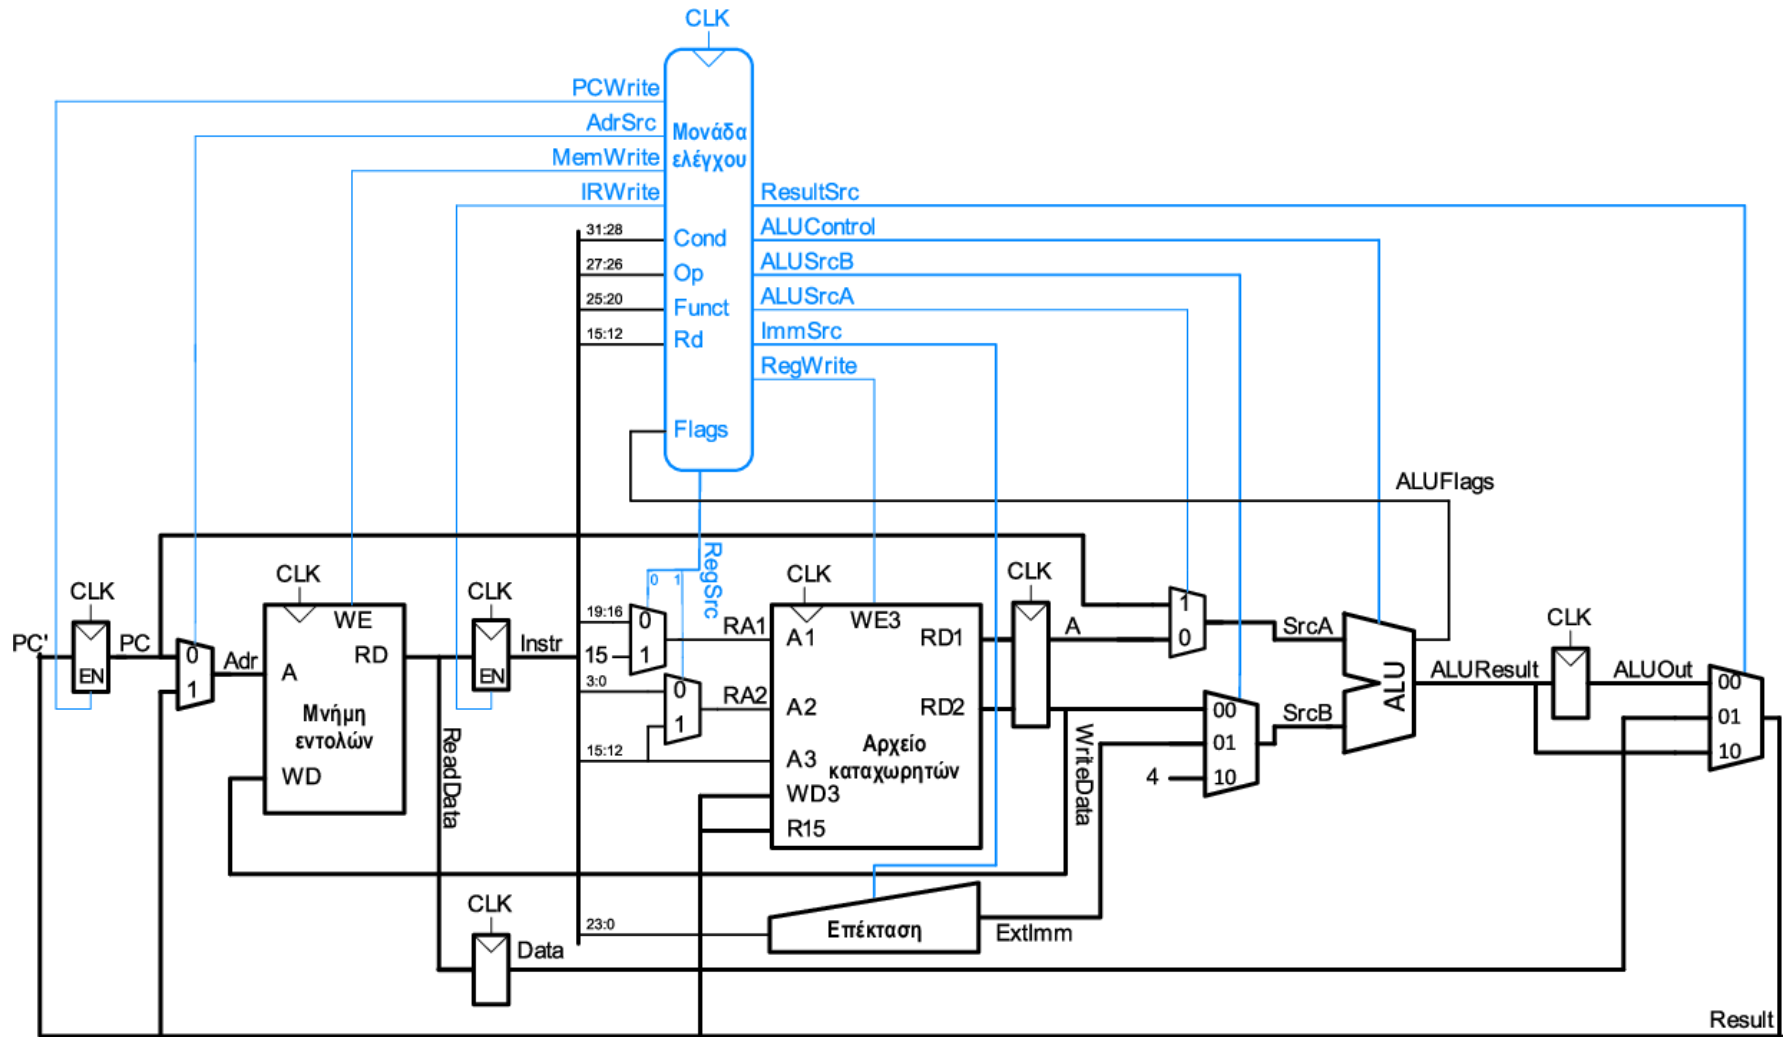 CLK
PCWrite
AdrSrc
MemWrite
IRWrite
Μονάδα
ελέγχου
ResultSrc
ALUControl
ALUSrcB
ALUSrcA
ImmSrc
RegWrite
31:28
Cond
27:26
Op
25:20
Funct
15:12
Rd
Flags
ALUFlags
RegSrc
0
1
CLK
PC'
EN
PC
0
1
Adr
CLK
WE
A
RD
Μνήμη
εντολών
WD
ReadData
CLK
EN
Instr
19:16
15
0
1
RA1
3:0
0
1
RA2
15:12
CLK
WE3
A1
RD1
A2
RD2
A3
Αρχείο
καταχωρητών
WD3
R15
CLK
A
WriteData
1
0
SrcA
00
01
10
4
SrcB
ALU
ALUResult
CLK
ALUOut
00
01
10
23:0
Επέκταση
ExtImm
CLK
Data
Result